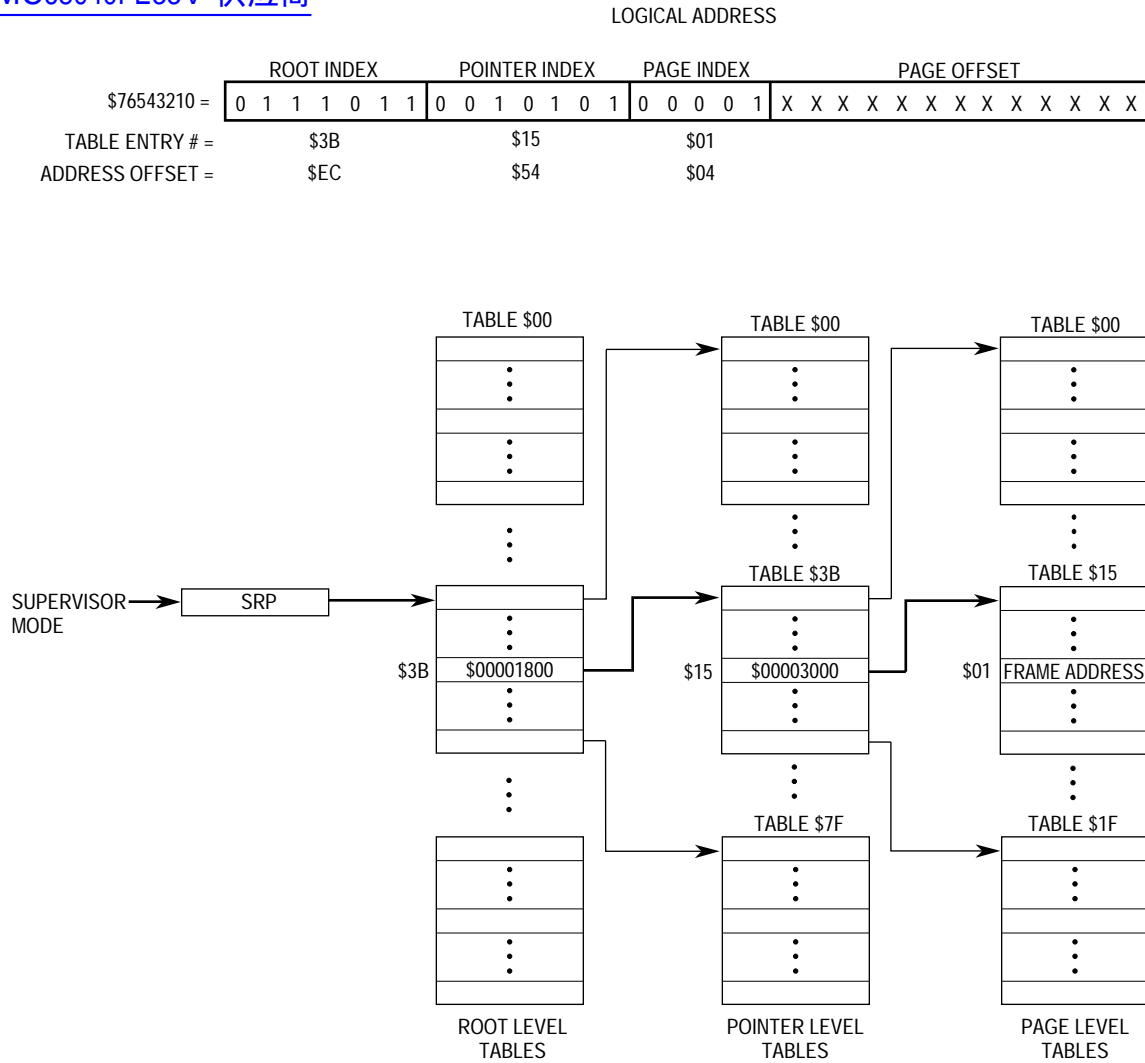 供应商
LOGICAL ADDRESS
ROOT INDEX POINTER INDEX PAGE INDEX PAGE OFFSET
$76543210 = 0 1 1 1 0 1 1 0 0 1 0 1 0 1 0 0 0 0 1 X X X X X X X X X X X X X
TABLE ENTRY # = $3B $15 $01
ADDRESS OFFSET = $EC $54 $04
TABLE $00 TABLE $00 TABLE $00
TABLE $3B TABLE $15
SUPERVISOR MODE
SRP
$3B $00001800 $15 $00003000 $01 FRAME ADDRESS
TABLE $7F TABLE $1F
ROOT LEVEL TABLES
POINTER LEVEL TABLES
PAGE LEVEL TABLES